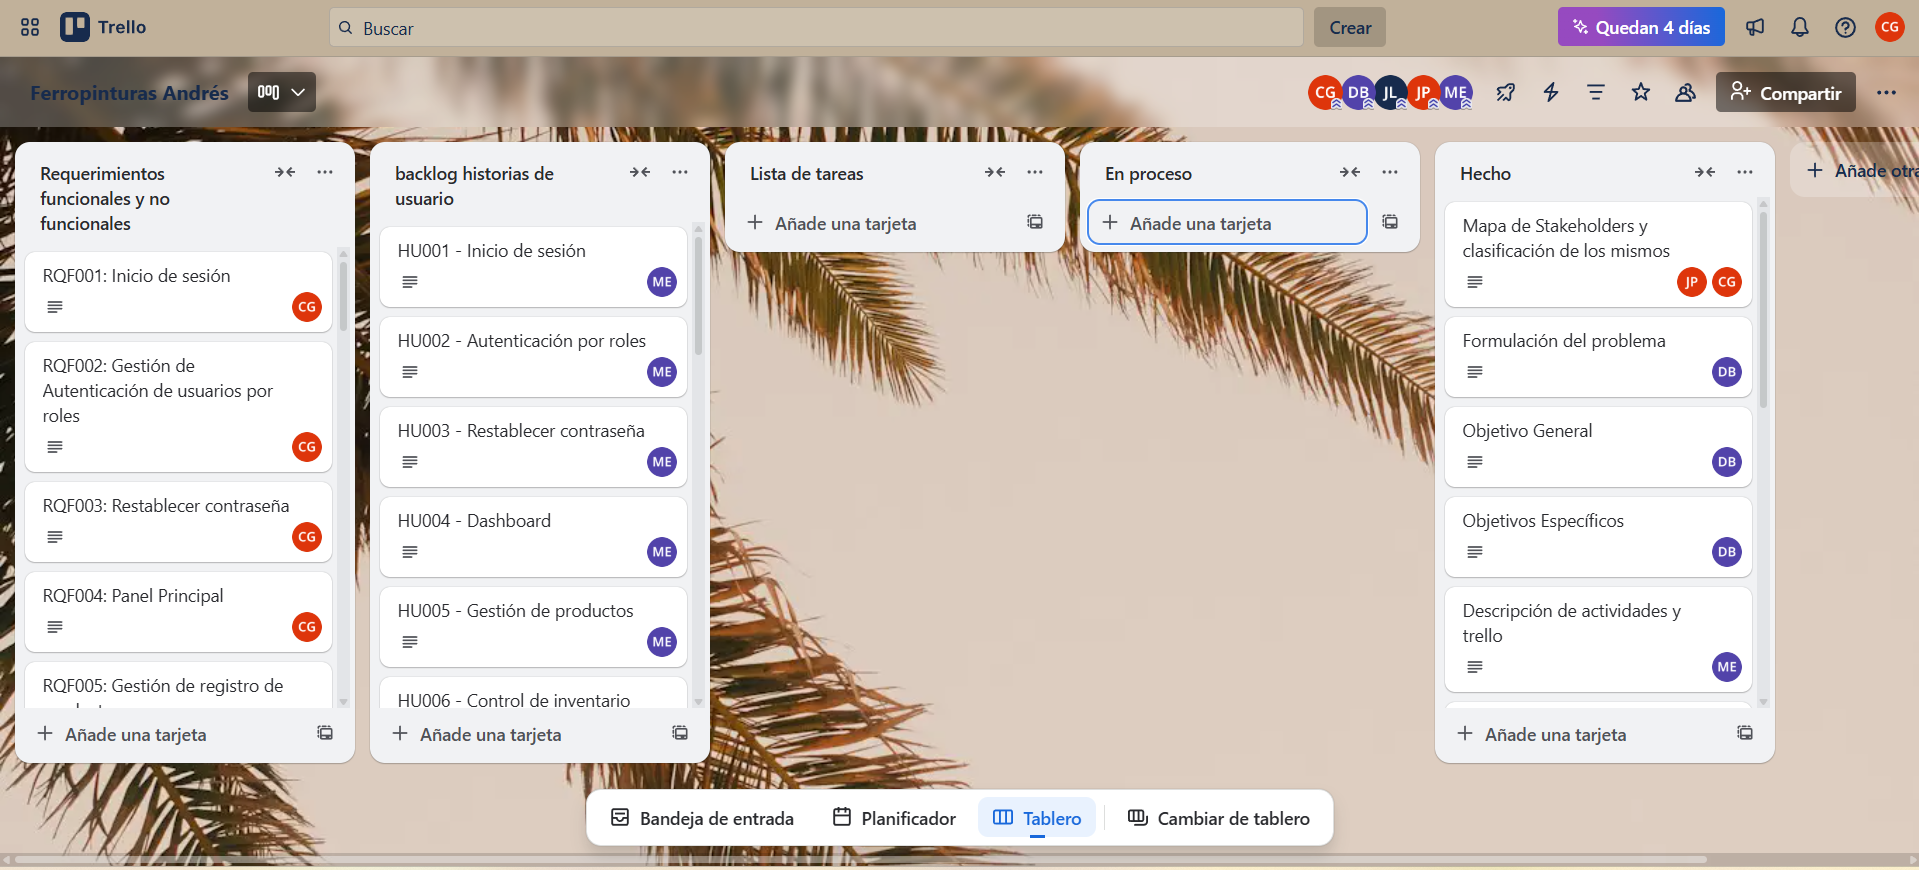 Trello
Buscar
Crear
Quedan 4 días
CG
Ferropinturas Andrés
CG DB JL JP ME
Compartir
Requerimientos
funcionales y no
funcionales
RQF001: Inicio de sesión
CG
RQF002: Gestión de
Autenticación de usuarios por
roles
CG
RQF003: Restablecer contraseña
CG
RQF004: Panel Principal
CG
RQF005: Gestión de registro de
Añade una tarjeta
backlog historias de
usuario
HU001 - Inicio de sesión
ME
HU002 - Autenticación por roles
ME
HU003 - Restablecer contraseña
ME
HU004 - Dashboard
ME
HU005 - Gestión de productos
ME
HU006 - Control de inventario
Añade una tarjeta
Lista de tareas
Añade una tarjeta
En proceso
Añade una tarjeta
Hecho
Mapa de Stakeholders y
clasificación de los mismos
JP CG
Formulación del problema
DB
Objetivo General
DB
Objetivos Específicos
DB
Descripción de actividades y
trello
ME
Añade una tarjeta
Añade otra
Bandeja de entrada
Planificador
Tablero
Cambiar de tablero